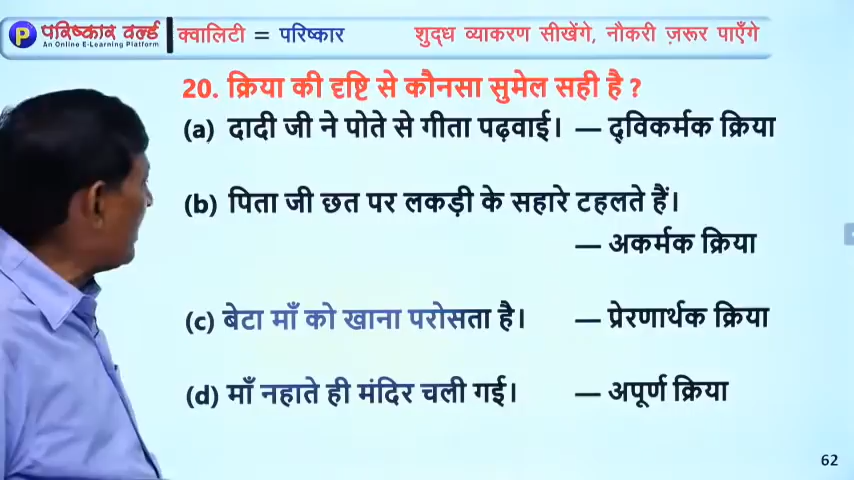 परिष्कार वर्ल्ड
An Online E-Learning Platform
क्वालिटी = परिष्कार
शुद्ध व्याकरण सीखेंगे, नौकरी ज़रूर पाएँगे
20. क्रिया की दृष्टि से कौनसा सुमेल सही है ?
(a) दादी जी ने पोते से गीता पढ़वाई। — द्विकर्मक क्रिया
(b) पिता जी छत पर लकड़ी के सहारे टहलते हैं।
— अकर्मक क्रिया
(c) बेटा माँ को खाना परोसता है। — प्रेरणार्थक क्रिया
(d) माँ नहाते ही मंदिर चली गई। — अपूर्ण क्रिया
62